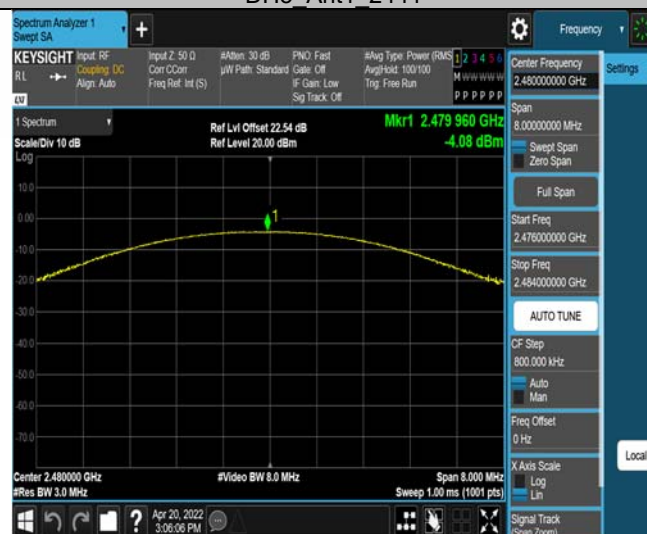 Spectrum Analyzer 1
Swept SA
Frequency
KEYSIGHT
Input: RF
Coupling: DC
Align: Auto
Input Z: 50 Ω
Corr CCorr
Freq Ref: Int (S)
#Atten: 30 dB
µW Path: Standard
PNO: Fast
Gate: Off
IF Gain: Low
Sig Track: Off
#Avg Type: Power (RMS
Avg|Hold: 100/100
Trig: Free Run
1 2 3 4 5 6
M W W W W W
P P P P P P
R L
LXI
1 Spectrum
Scale/Div 10 dB
Ref Lvl Offset 22.54 dB
Ref Level 20.00 dBm
Mkr1 2.479 960 GHz
-4.08 dBm
Log
10.0
0.00
-10.0
-20.0
-30.0
-40.0
-50.0
-60.0
-70.0
1
Center 2.480000 GHz
#Res BW 3.0 MHz
#Video BW 8.0 MHz
Span 8.000 MHz
Sweep 1.00 ms (1001 pts)
Apr 20, 2022
3:06:06 PM
Center Frequency
2.480000000 GHz
Span
8.00000000 MHz
Swept Span
Zero Span
Full Span
Start Freq
2.476000000 GHz
Stop Freq
2.484000000 GHz
AUTO TUNE
CF Step
800.000 kHz
Auto
Man
Freq Offset
0 Hz
X Axis Scale
Log
Lin
Signal Track
(Span Zoom)
Settings
Local